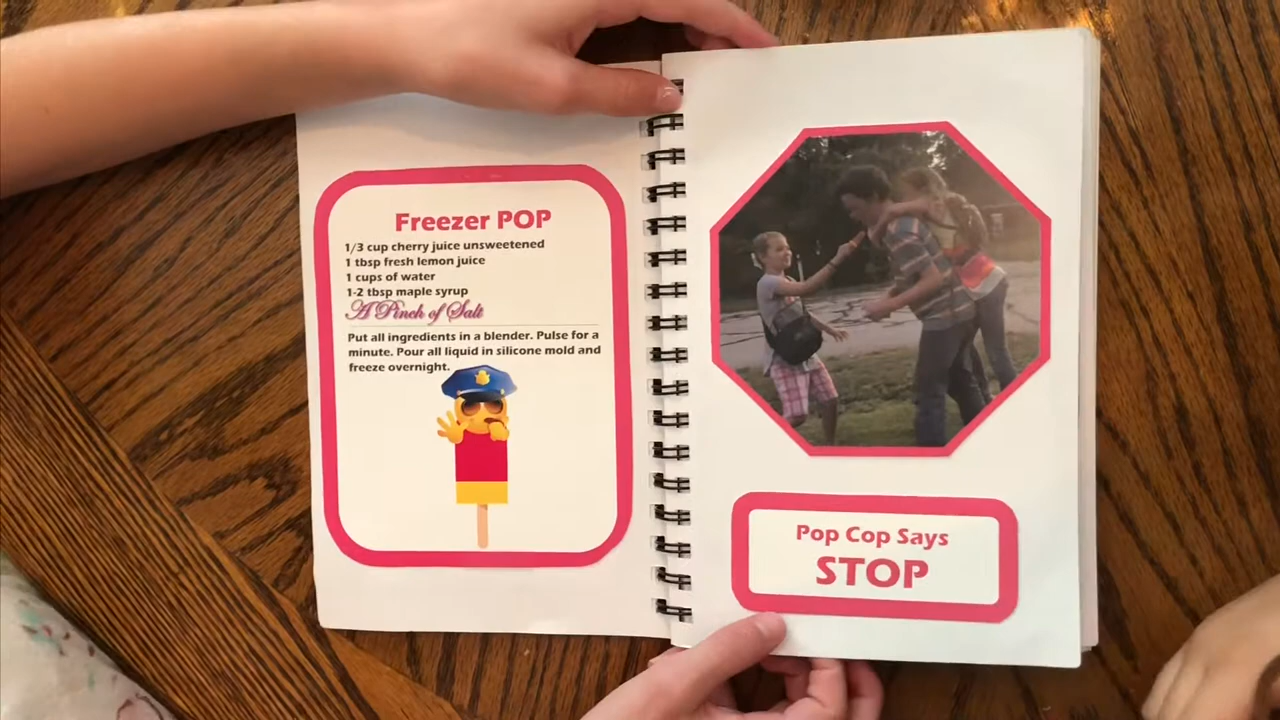 Freezer POP
1/3 cup cherry juice unsweetened
1 tbsp fresh lemon juice
1 cups of water
1-2 tbsp maple syrup
A Pinch of Salt
Put all ingredients in a blender. Pulse for a
minute. Pour all liquid in silicone mold and
freeze overnight.
Pop Cop Says
STOP